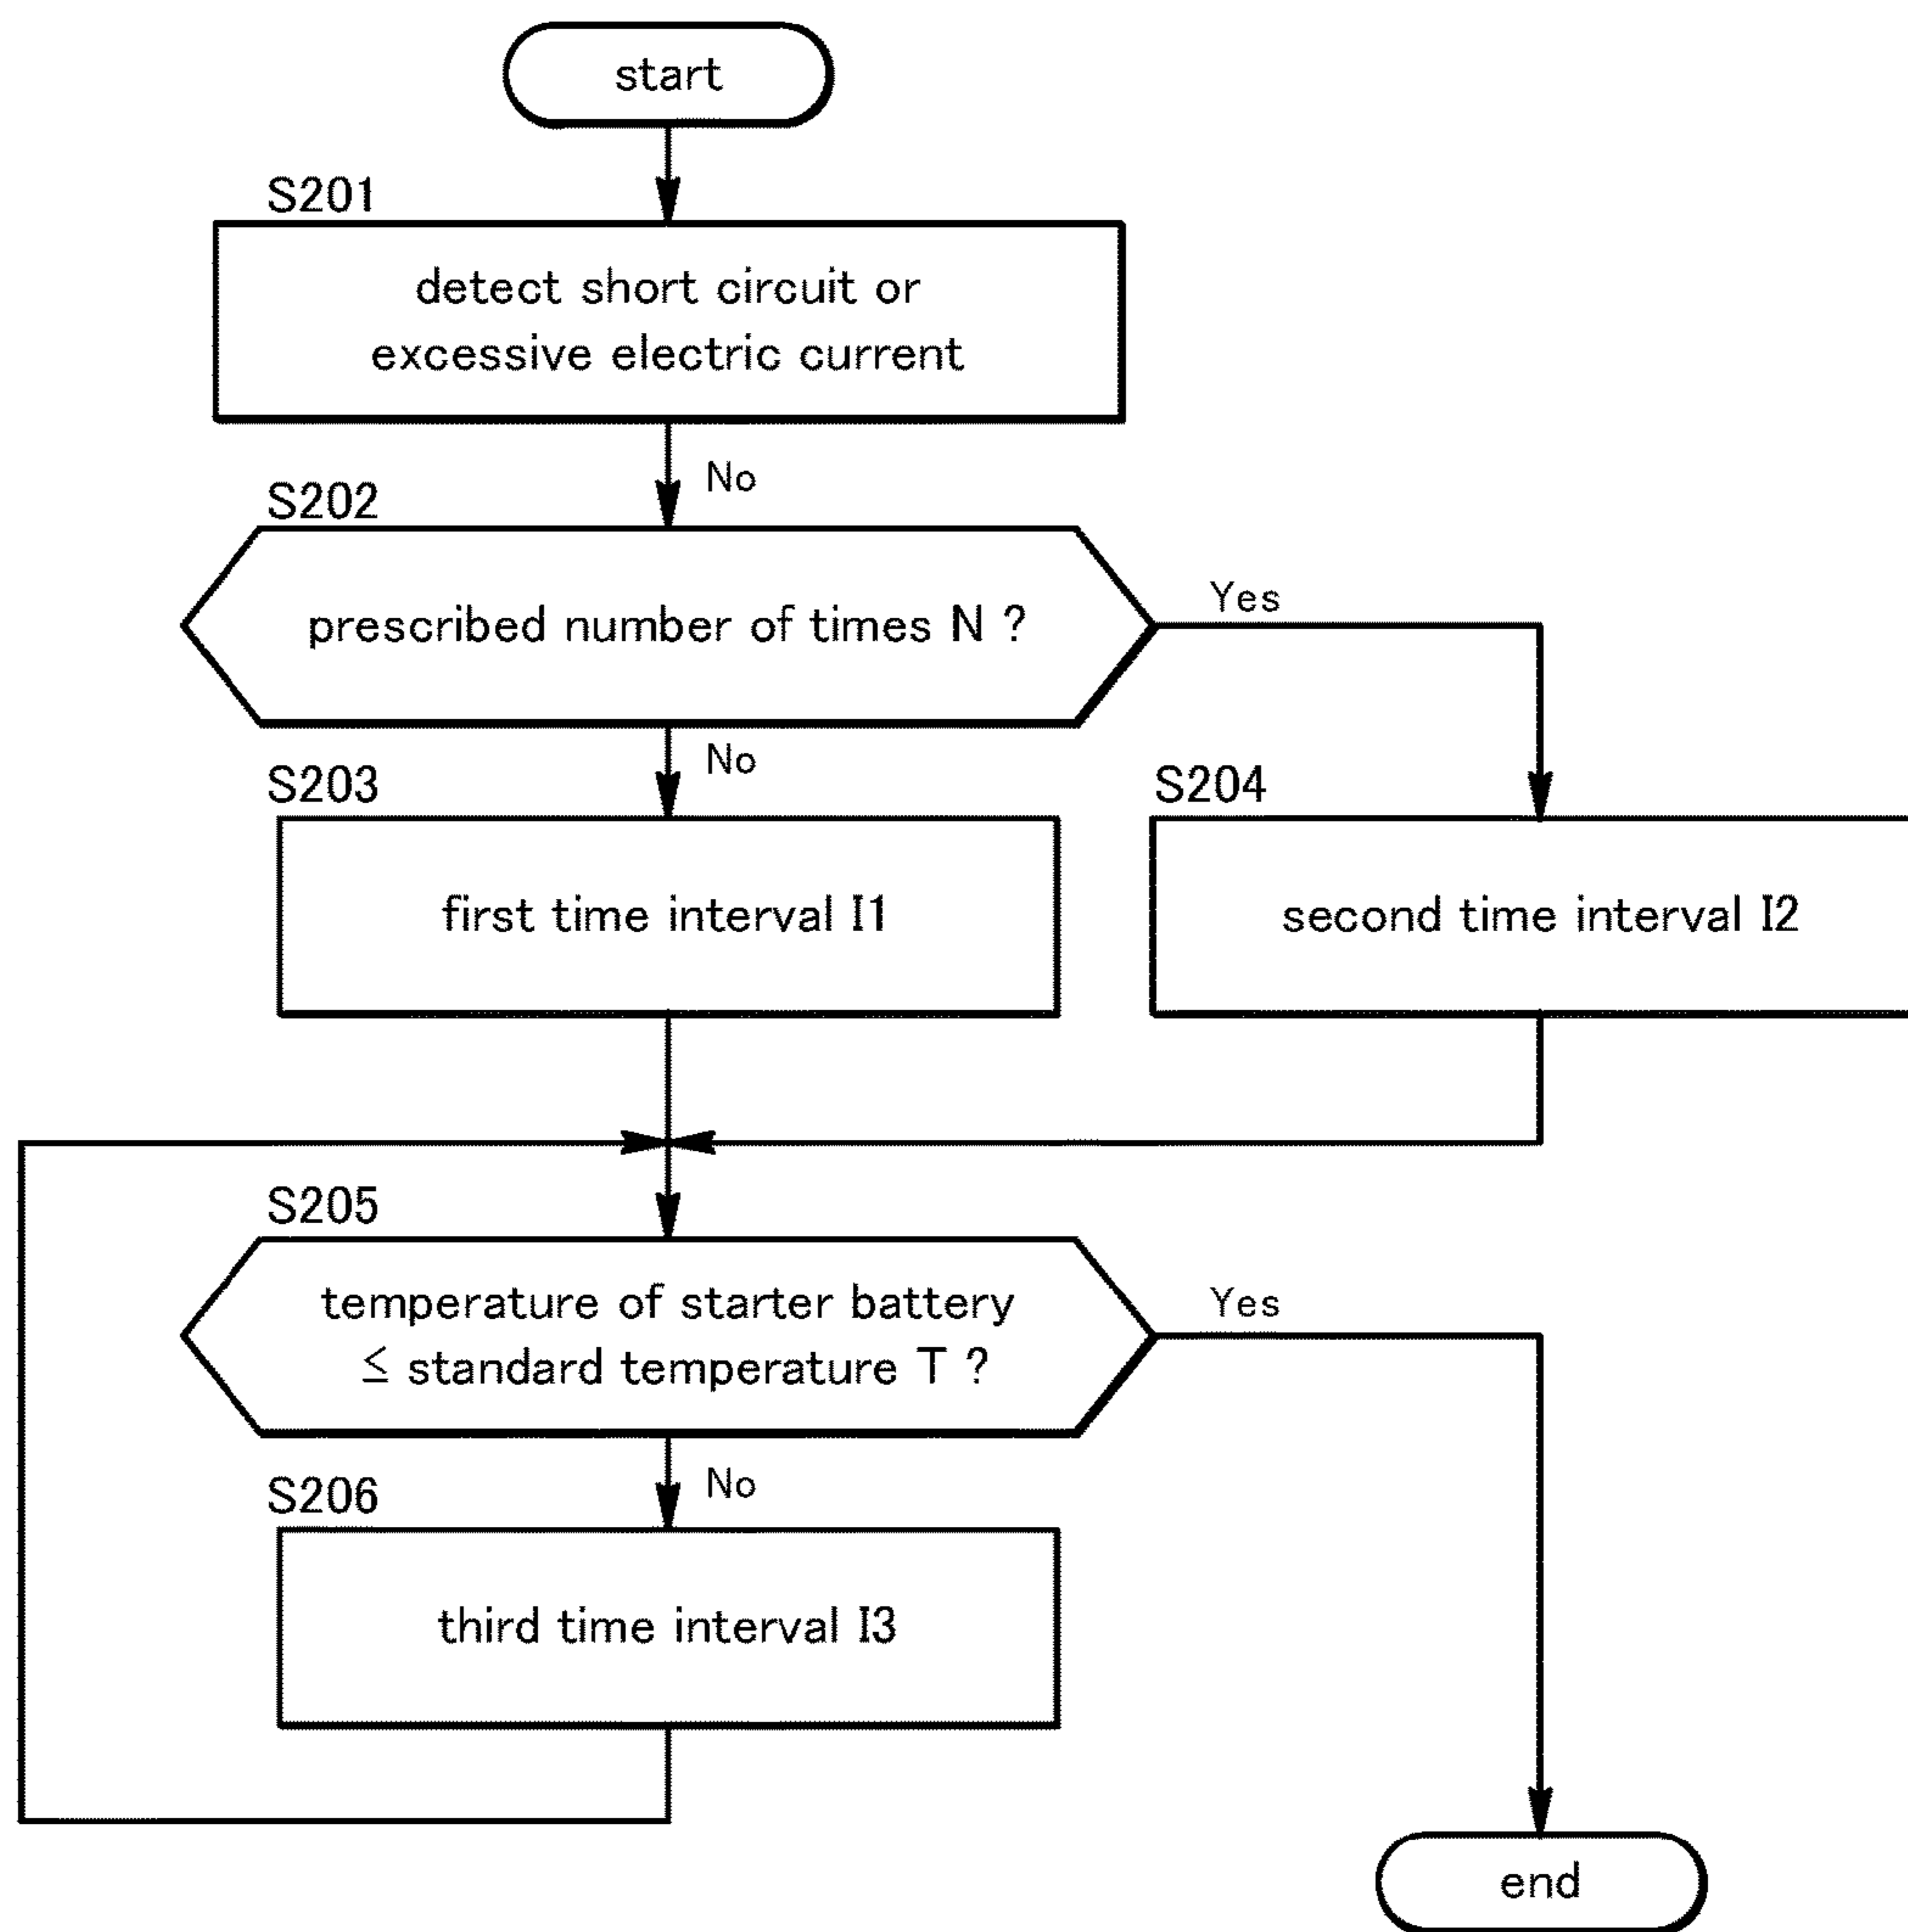 start
S201
detect short circuit or
excessive electric current
No
S202
prescribed number of times N ?
Yes
No
S203
first time interval I1
S204
second time interval I2
S205
temperature of starter battery
≤ standard temperature T ?
Yes
No
S206
third time interval I3
end